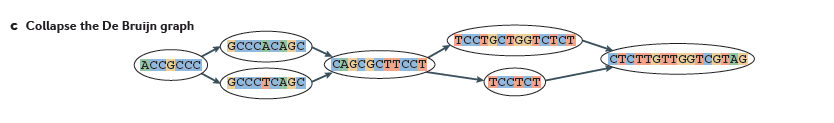 c Collapse the De Bruijn graph
ACCGCCC
GCCCACAGC
GCCCTCAGC
CAGCGCTTCCT
TCCTGCTGGTCTCT
TCCTCT
CTCTTGTTGGTCGTAG